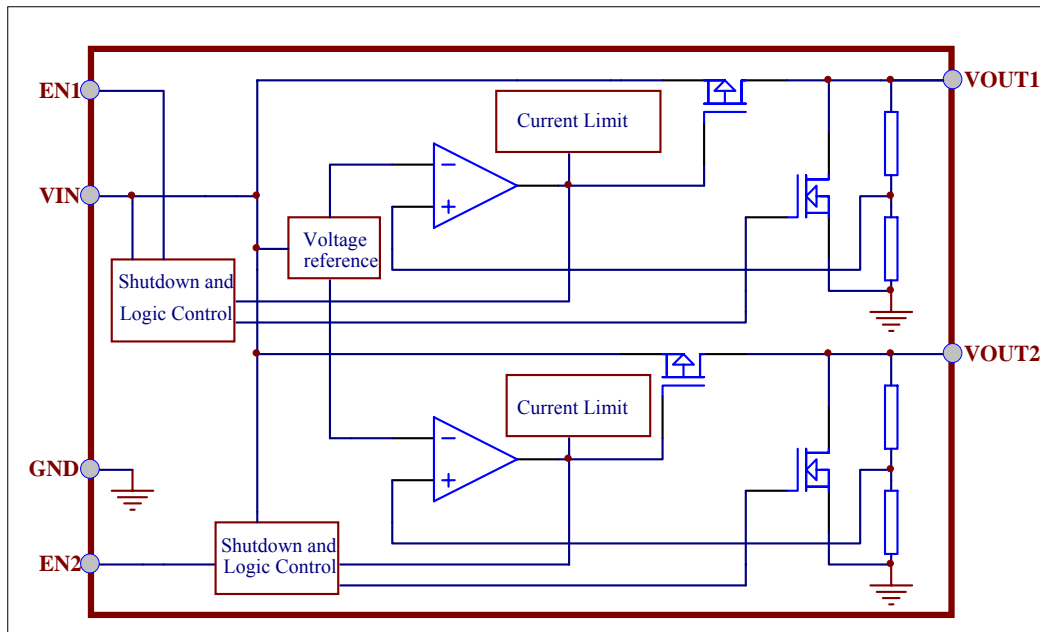 EN1
VOUT1
Current Limit
−
+
VIN
Voltage
reference
Shutdown and
Logic Control
VOUT2
Current Limit
−
+
GND
Shutdown and
Logic Control
EN2